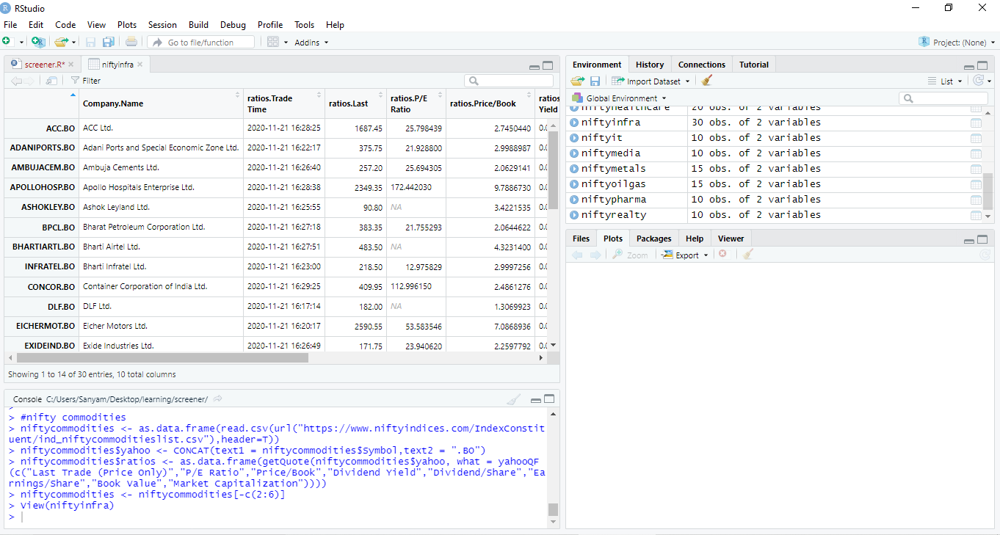 RStudio
File Edit Code View Plots Session Build Debug Profile Tools Help
Go to file/function Addins Project: (None)
screener.R* niftyinfra
Filter
Company.Name ratios.Trade Time ratios.Last ratios.P/E Ratio ratios.Price/Book ratios Yield
ACC.BO ACC Ltd. 2020-11-21 16:28:25 1687.45 25.798439 2.7450440 0.0
ADANIPORTS.BO Adani Ports and Special Economic Zone Ltd. 2020-11-21 16:22:17 375.75 21.928800 2.9988987 0.0
AMBUJACEM.BO Ambuja Cements Ltd. 2020-11-21 16:26:40 257.20 25.694305 2.0629141 0.0
APOLLOHOSP.BO Apollo Hospitals Enterprise Ltd. 2020-11-21 16:28:38 2349.35 172.442030 9.7886730 0.0
ASHOKLEY.BO Ashok Leyland Ltd. 2020-11-21 16:25:55 90.80 NA 3.4221535 0.0
BPCL.BO Bharat Petroleum Corporation Ltd. 2020-11-21 16:27:18 383.35 21.755293 2.0644622 0.0
BHARTIARTL.BO Bharti Airtel Ltd. 2020-11-21 16:27:51 483.50 NA 4.3231400 0.0
INFRATEL.BO Bharti Infratel Ltd. 2020-11-21 16:23:00 218.50 12.975829 2.9997256 0.0
CONCOR.BO Container Corporation of India Ltd. 2020-11-21 16:29:25 409.95 112.996150 2.4861276 0.0
DLF.BO DLF Ltd. 2020-11-21 16:17:14 182.00 NA 1.3069923 0.0
EICHERMOT.BO Eicher Motors Ltd. 2020-11-21 16:20:17 2590.55 53.583546 7.0868936 0.0
EXIDEIND.BO Exide Industries Ltd. 2020-11-21 16:26:49 171.75 23.940620 2.2597792 0.0
Showing 1 to 14 of 30 entries, 10 total columns
Console C:/Users/Sanyam/Desktop/learning/screener/
>
> #nifty commodities
> niftycommodities <- as.data.frame(read.csv(url("https://www.niftyindices.com/IndexConstit
uent/ind_niftycommoditieslist.csv"),header=T))
> niftycommodities$yahoo <- CONCAT(text1 = niftycommodities$Symbol,text2 = ".BO")
> niftycommodities$ratios <- as.data.frame(getQuote(niftycommodities$yahoo, what = yahooQF
(c("Last Trade (Price Only)","P/E Ratio","Price/Book","Dividend Yield","Dividend/Share","Ea
rnings/Share","Book Value","Market Capitalization"))))
> niftycommodities <- niftycommodities[-c(2:6)]
> View(niftyinfra)
>
Environment History Connections Tutorial
Import Dataset List
Global Environment
niftyhealthcare 20 obs. of 2 variables
niftyinfra 30 obs. of 2 variables
niftyit 10 obs. of 2 variables
niftymedia 10 obs. of 2 variables
niftymetals 15 obs. of 2 variables
niftyoilgas 15 obs. of 2 variables
niftypharma 10 obs. of 2 variables
niftyrealty 10 obs. of 2 variables
Files Plots Packages Help Viewer
Zoom Export